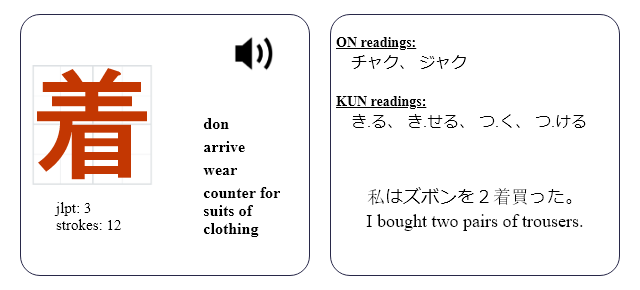 着
jlpt: 3
strokes: 12
don
arrive
wear
counter for
suits of
clothing
ON readings:
チャク、 ジャク
KUN readings:
き.る、 き.せる、 つ.く、 つ.ける
私はズボンを２着買った。
I bought two pairs of trousers.